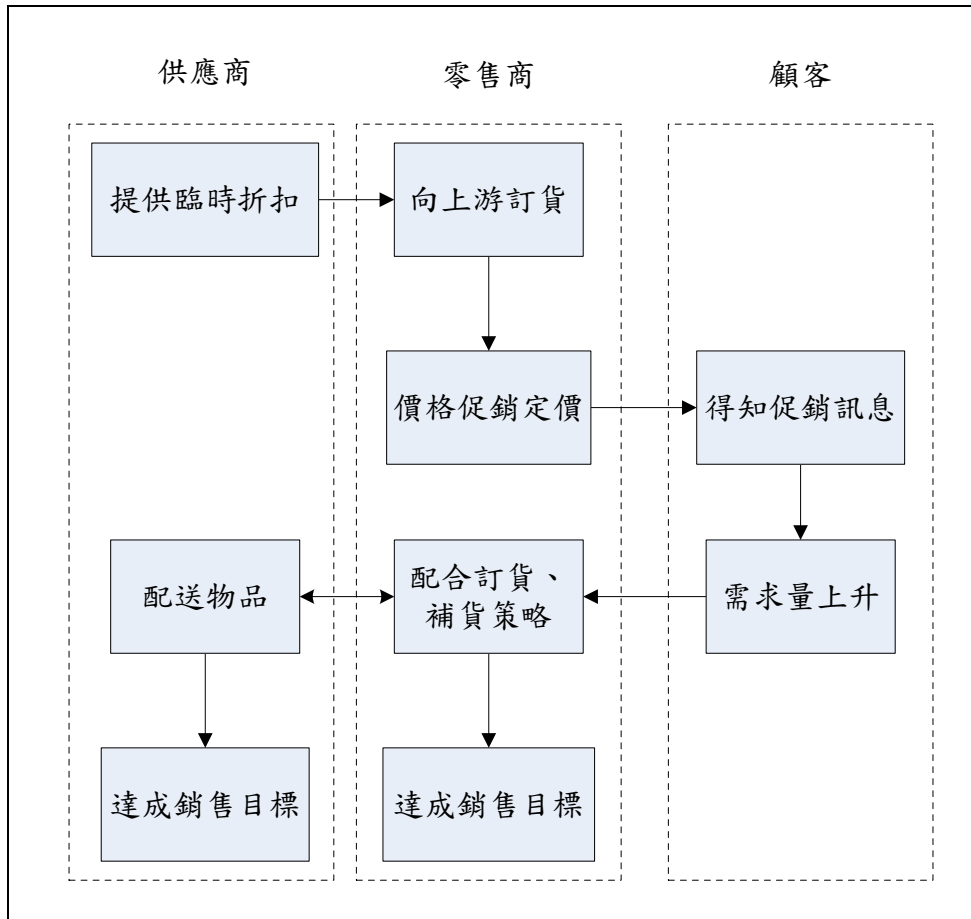 供應商
零售商
顧客
提供臨時折扣
向上游訂貨
價格促銷定價
得知促銷訊息
配送物品
配合訂貨、
補貨策略
需求量上升
達成銷售目標
達成銷售目標